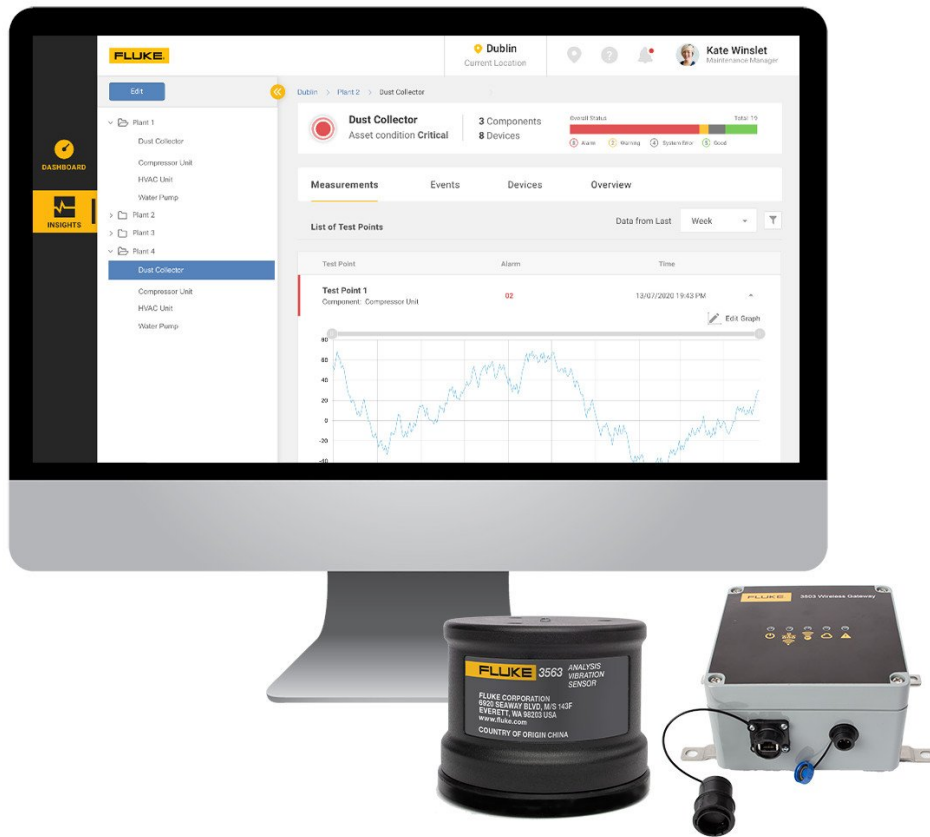 FLUKE
Dublin
Current Location
Kate Winslet
Maintenance Manager
DASHBOARD
INSIGHTS
Edit
Plant 1
Dust Collector
Compressor Unit
HVAC Unit
Water Pump
Plant 2
Plant 3
Plant 4
Dust Collector
Compressor Unit
HVAC Unit
Water Pump
Dublin > Plant 2 > Dust Collector
Dust Collector
Asset condition Critical
3 Components
8 Devices
Overall Status
Total 19
Alarm
Warning
System Error
Good
Measurements
Events
Devices
Overview
List of Test Points
Data from Last
Week
Test Point
Alarm
Time
Test Point 1
Component: Compressor Unit
02
13/07/2020 19:43 PM
Edit Graph
80
60
40
20
0
-20
-40
FLUKE 3563 ANALYSIS
VIBRATION
SENSOR
FLUKE CORPORATION
6920 SEAWAY BLVD, M/S 143F
EVERETT, WA 98203 USA
www.fluke.com
COUNTRY OF ORIGIN CHINA
FLUKE 3503 Wireless Gateway